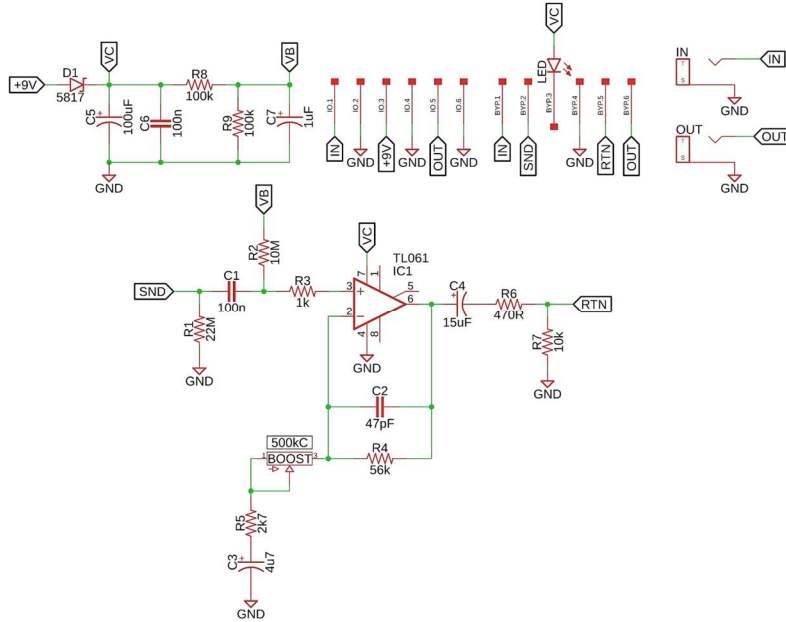 VC
D1
+9V
5817
C5
100uF
C6
100n
R8
100k
R9
100k
VB
C7
1uF
GND
IO.1
IO.2
IO.3
IO.4
IO.5
IO.6
IN
GND
+9V
GND
OUT
GND
VC
LED
BYP.1
BYP.2
BYP.3
BYP.4
BYP.5
BYP.6
IN
SND
GND
RTN
OUT
IN
T
S
IN
GND
OUT
T
S
OUT
GND
VB
R2
10M
SND
C1
100n
R1
22M
GND
R3
1k
VC
TL061
IC1
7
1
3
+
2
-
5
6
4
8
GND
C4
+
15uF
R6
470R
RTN
R7
10k
GND
C2
47pF
R4
56k
500kC
1
BOOST
3
R5
2k7
C3
+
4u7
GND